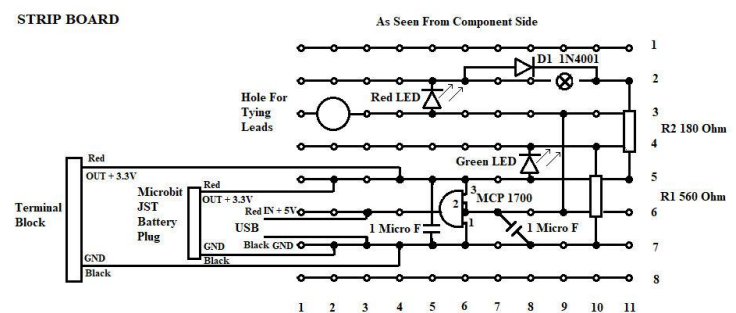 STRIP BOARD
As Seen From Component Side
1
D1 1N4001
2
Hole For
Tying
Leads
Red LED
3
R2 180 Ohm
4
Red
Green LED
OUT + 3.3V
5
Microbit
JST
Battery
Plug
Red
OUT + 3.3V
3
MCP 1700
R1 560 Ohm
Terminal
Block
2
Red IN + 5V
6
USB
1 Micro F
1
1 Micro F
GND
Black GND
7
GND
Black
Black
8
1 2 3 4 5 6 7 8 9 10 11